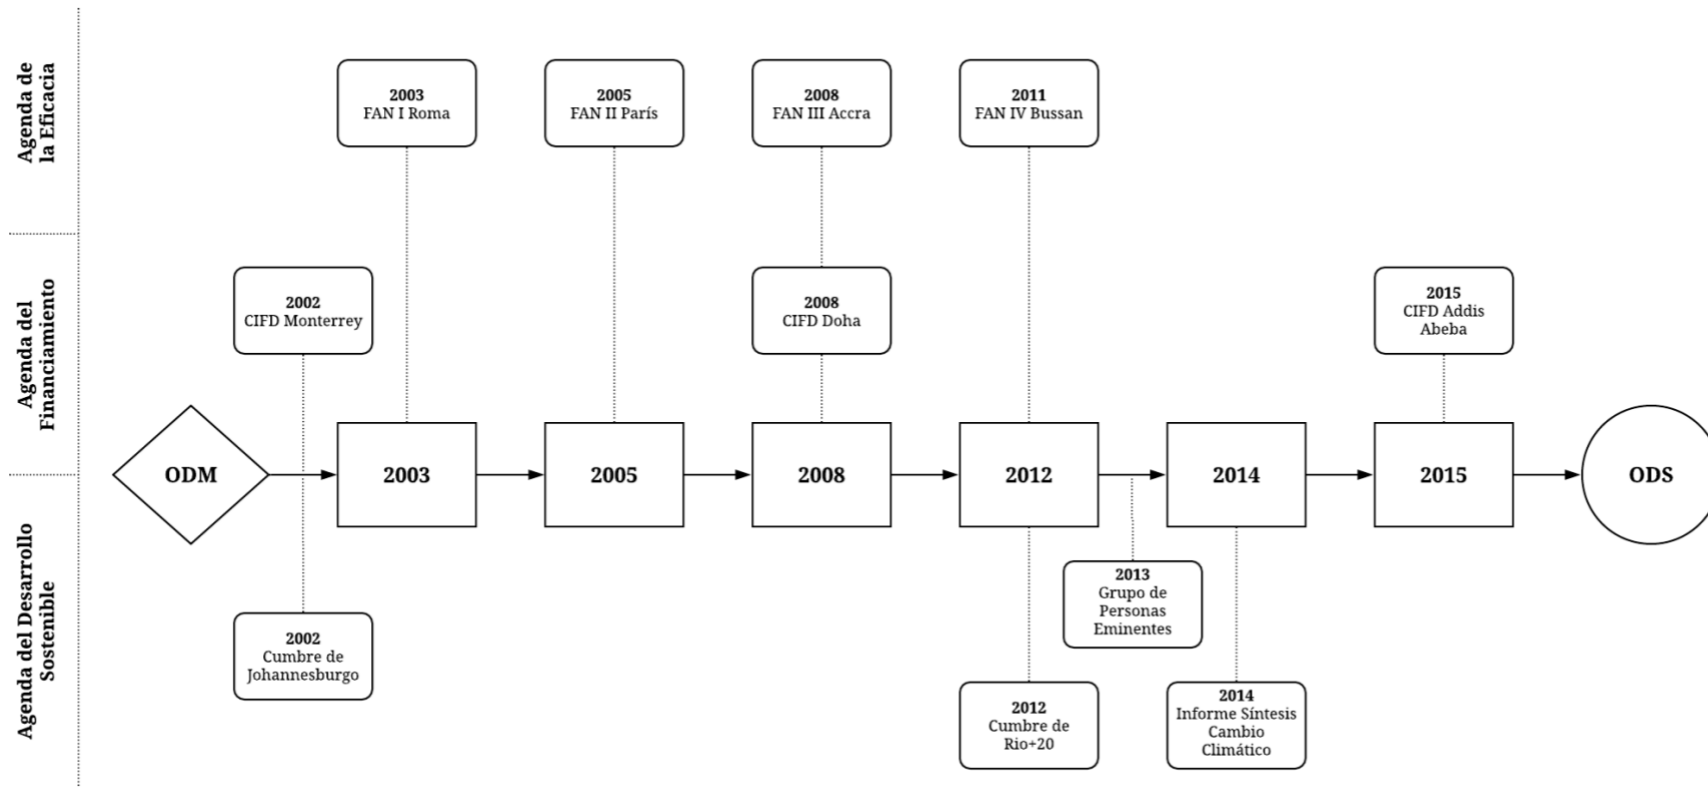 Agenda de
la Eficacia
2003
FAN I Roma
2005
FAN II París
2008
FAN III Accra
2011
FAN IV Bussan
Agenda del
Financiamiento
2002
CIFD Monterrey
2008
CIFD Doha
2015
CIFD Addis
Abeba
ODM
2003
2005
2008
2012
2014
2015
ODS
Agenda del Desarrollo
Sostenible
2002
Cumbre de
Johannesburgo
2013
Grupo de
Personas
Eminentes
2012
Cumbre de
Rio+20
2014
Informe Síntesis
Cambio
Climático